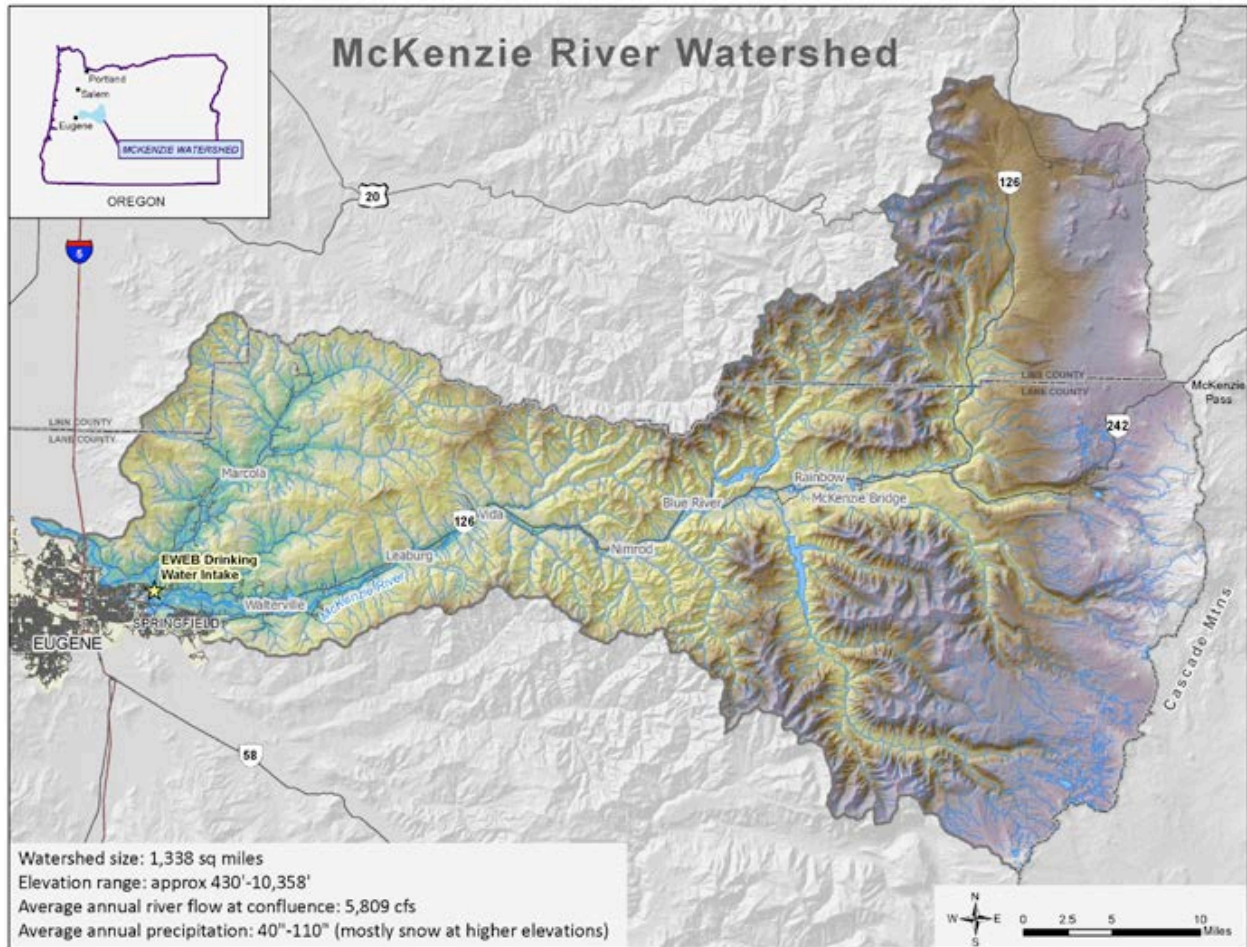 McKenzie River Watershed
Portland
Salem
Eugene
MCKENZIE WATERSHED
OREGON
20
126
5
LINN COUNTY
LANE COUNTY
McKenzie
Pass
LINN COUNTY
LANE COUNTY
242
Marcola
Rainbow
Blue River
McKenzie Bridge
Vida
126
Nimrod
Leaburg
EWEB Drinking
Water Intake
McKenzie River
Walterville
SPRINGFIELD
EUGENE
Cascade Mtns
58
Watershed size: 1,338 sq miles
Elevation range: approx 430'-10,358'
Average annual river flow at confluence: 5,809 cfs
Average annual precipitation: 40"-110" (mostly snow at higher elevations)
N
W E
S
0 2.5 5 10
Miles